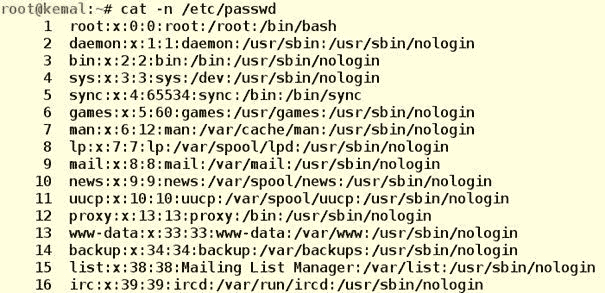 root@kemal:~# cat -n /etc/passwd
1 root:x:0:0:root:/root:/bin/bash
2 daemon:x:1:1:daemon:/usr/sbin:/usr/sbin/nologin
3 bin:x:2:2:bin:/bin:/usr/sbin/nologin
4 sys:x:3:3:sys:/dev:/usr/sbin/nologin
5 sync:x:4:65534:sync:/bin:/bin/sync
6 games:x:5:60:games:/usr/games:/usr/sbin/nologin
7 man:x:6:12:man:/var/cache/man:/usr/sbin/nologin
8 lp:x:7:7:lp:/var/spool/lpd:/usr/sbin/nologin
9 mail:x:8:8:mail:/var/mail:/usr/sbin/nologin
10 news:x:9:9:news:/var/spool/news:/usr/sbin/nologin
11 uucp:x:10:10:uucp:/var/spool/uucp:/usr/sbin/nologin
12 proxy:x:13:13:proxy:/bin:/usr/sbin/nologin
13 www-data:x:33:33:www-data:/var/www:/usr/sbin/nologin
14 backup:x:34:34:backup:/var/backups:/usr/sbin/nologin
15 list:x:38:38:Mailing List Manager:/var/list:/usr/sbin/nologin
16 irc:x:39:39:ircd:/var/run/ircd:/usr/sbin/nologin